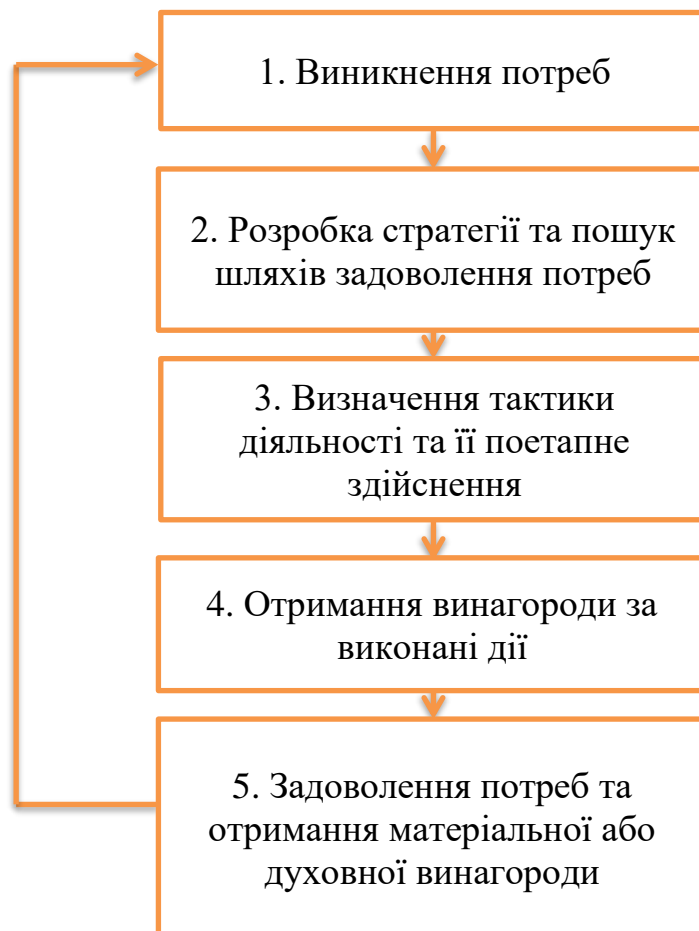 1. Виникнення потреб
2. Розробка стратегії та пошук
шляхів задоволення потреб
3. Визначення тактики
діяльності та її поетапне
здійснення
4. Отримання винагороди за
виконані дії
5. Задоволення потреб та
отримання матеріальної або
духовної винагороди